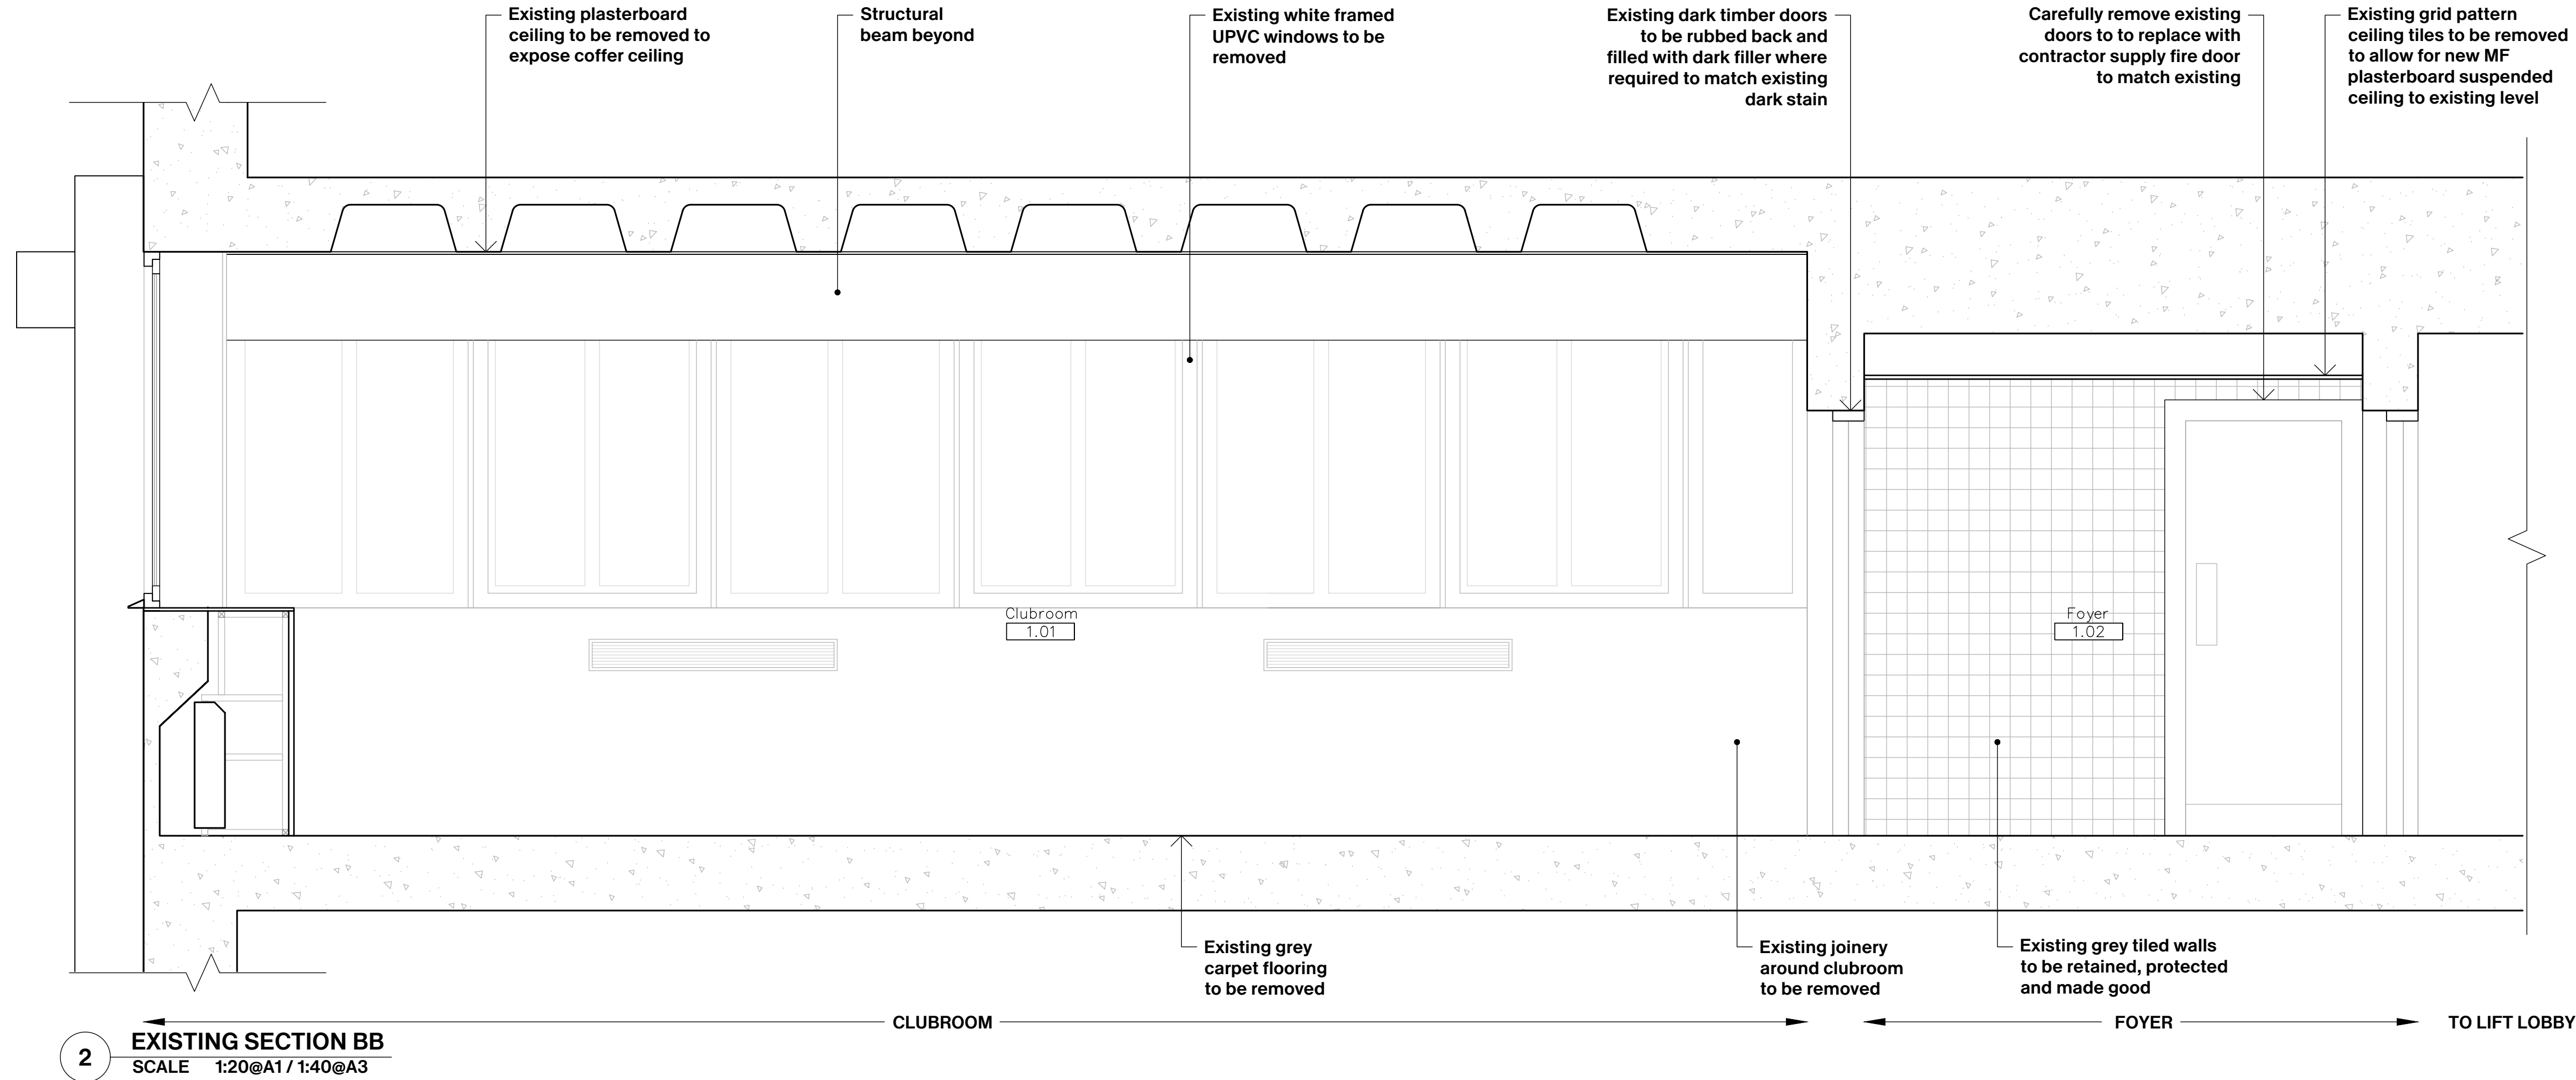 Existing plasterboard
ceiling to be removed to
expose coffer ceiling
Structural
beam beyond
Existing white framed
UPVC windows to be
removed
Existing dark timber doors
to be rubbed back and
filled with dark filler where
required to match existing
dark stain
Carefully remove existing
doors to to replace with
contractor supply fire door
to match existing
Existing grid pattern
ceiling tiles to be removed
to allow for new MF
plasterboard suspended
ceiling to existing level
Clubroom
1.01
Foyer
1.02
Existing grey
carpet flooring
to be removed
Existing joinery
around clubroom
to be removed
Existing grey tiled walls
to be retained, protected
and made good
CLUBROOM
FOYER
TO LIFT LOBBY
2
EXISTING SECTION BB
SCALE 1:20@A1 / 1:40@A3